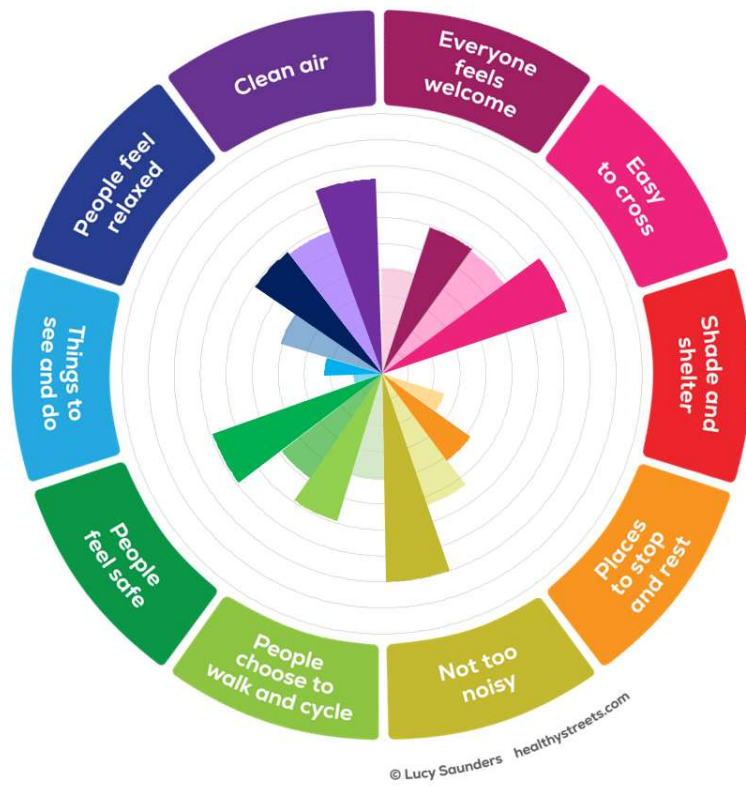 Everyone
feels
welcome
Easy
to cross
Shade and
shelter
Places
to stop
and rest
Not too
noisy
People
choose to
walk and cycle
People
feel safe
Things to
see and do
People feel
relaxed
Clean air
© Lucy Saunders healthystreets.com